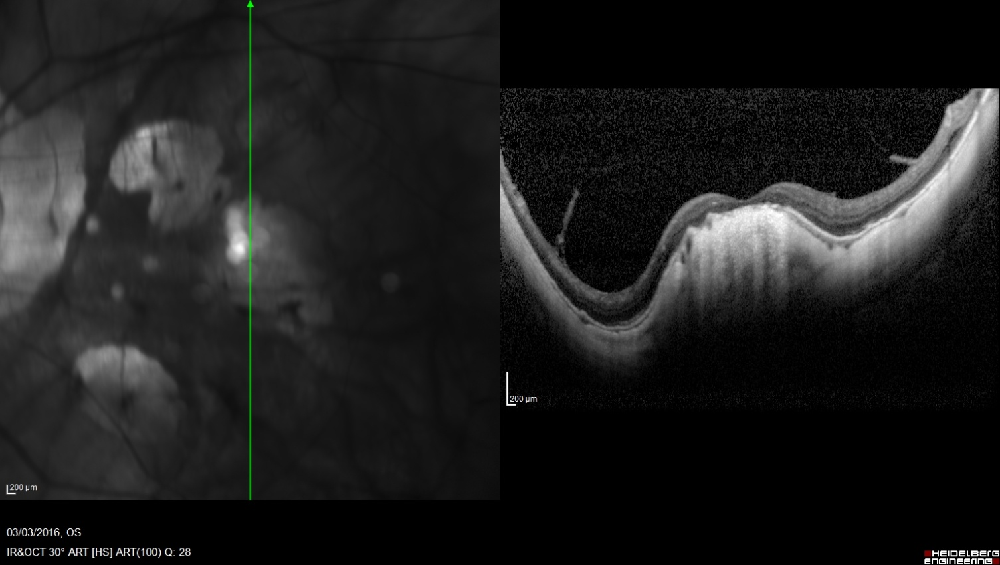 200 µm
200 µm
03/03/2016, OS
IR&OCT 30° ART [HS] ART(100) Q: 28
HEIDELBERG
ENGINEERING